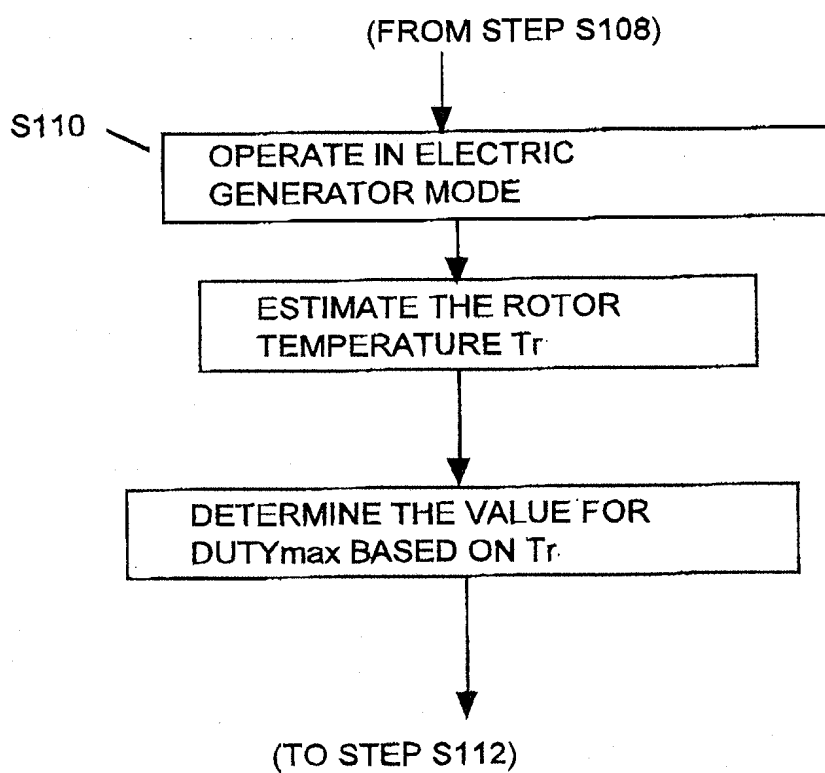 (FROM STEP S108)
S110
OPERATE IN ELECTRIC
GENERATOR MODE
ESTIMATE THE ROTOR
TEMPERATURE Tr
DETERMINE THE VALUE FOR
DUTYmax BASED ON Tr
(TO STEP S112)